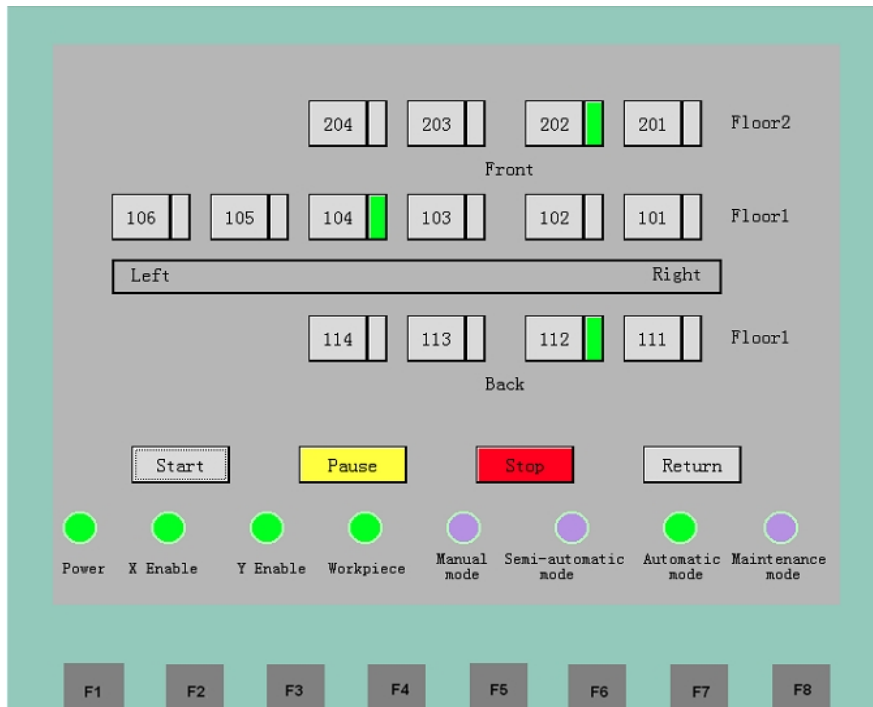 204 203 202 201 Floor2
Front
106 105 104 103 102 101 Floor1
Left Right
114 113 112 111 Floor1
Back
Start Pause Stop Return
Power X Enable Y Enable Workpiece Manual mode Semi-automatic mode Automatic mode Maintenance mode
F1 F2 F3 F4 F5 F6 F7 F8